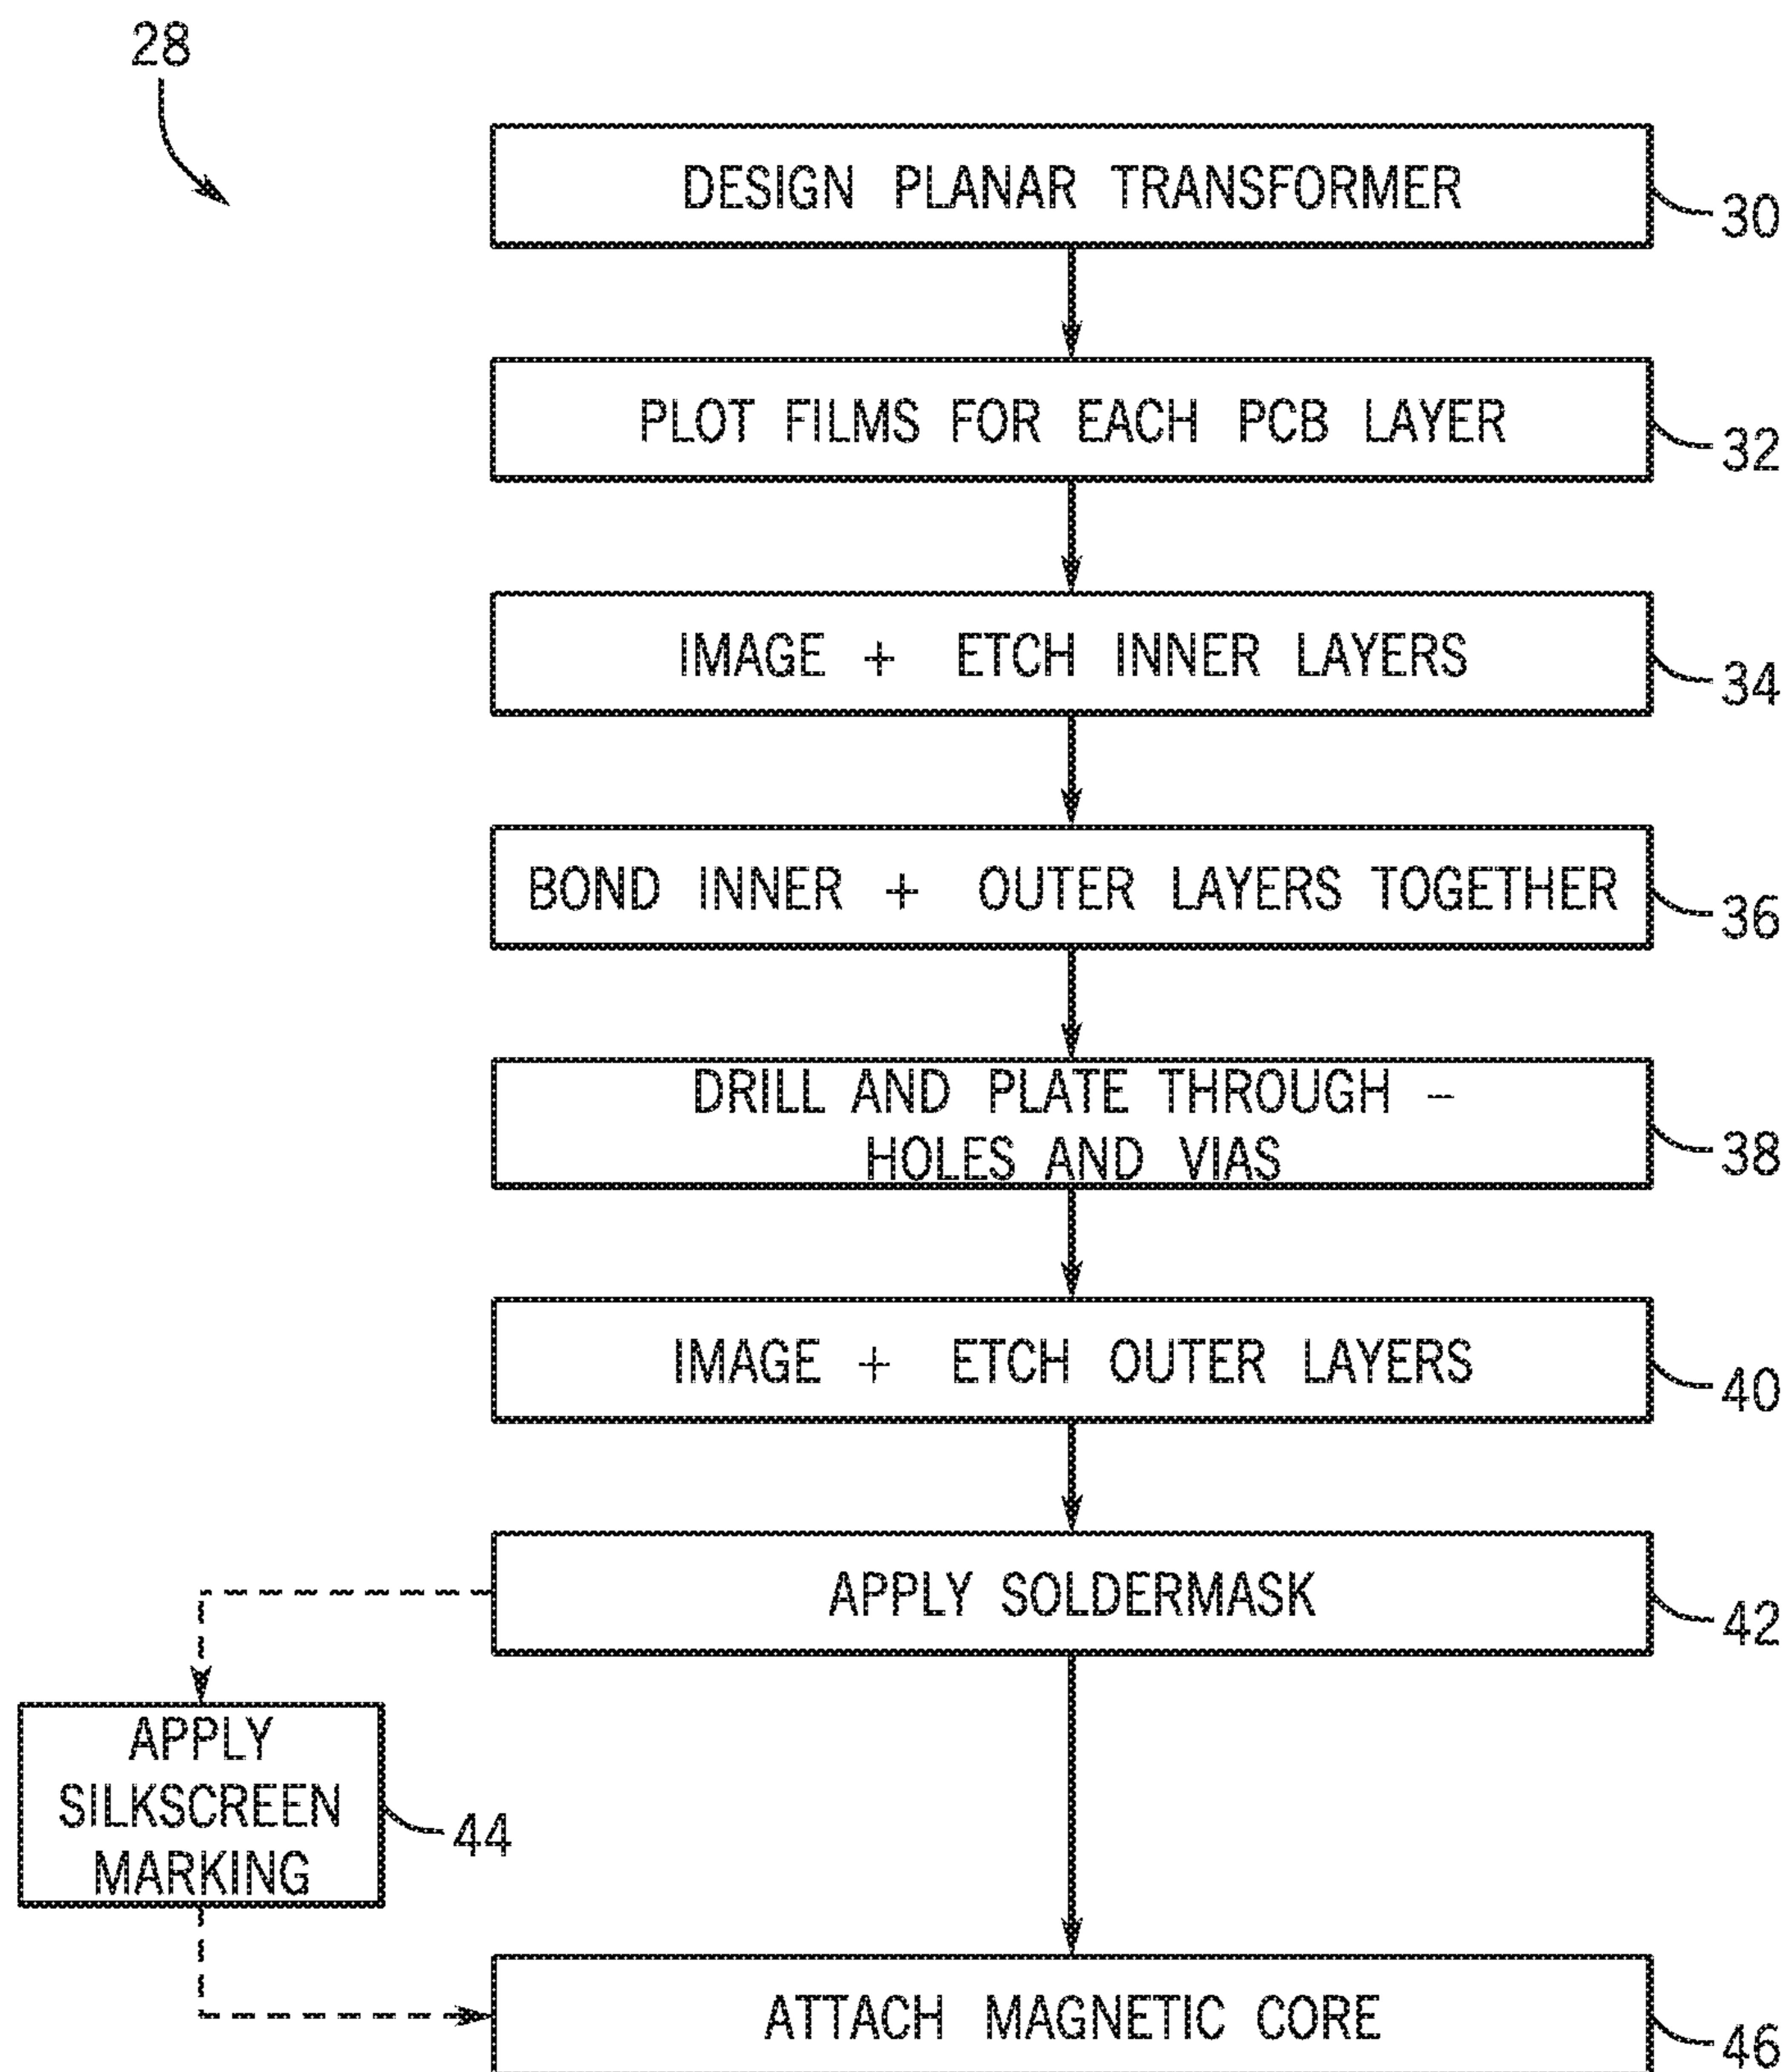 28
DESIGN PLANAR TRANSFORMER
30
PLOT FILMS FOR EACH PCB LAYER
32
IMAGE + ETCH INNER LAYERS
34
BOND INNER + OUTER LAYERS TOGETHER
36
DRILL AND PLATE THROUGH -
HOLES AND VIAS
38
IMAGE + ETCH OUTER LAYERS
40
APPLY SOLDERMASK
42
APPLY
SILKSCREEN
MARKING
44
ATTACH MAGNETIC CORE
46